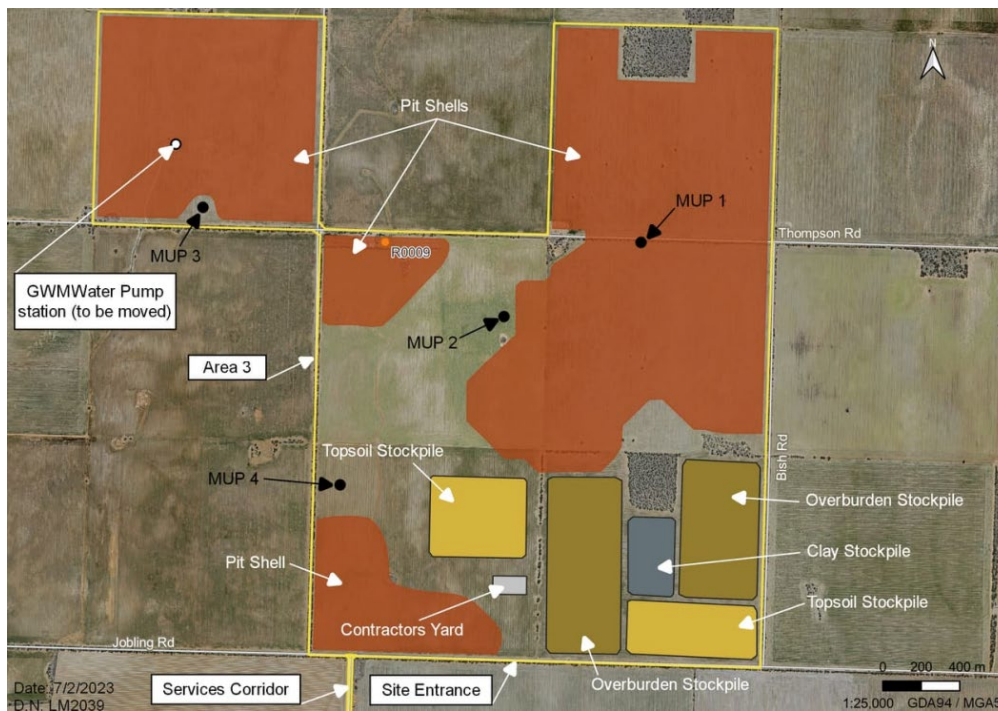 N
Pit Shells
MUP 1
Thompson Rd
MUP 3
R0009
GWMWater Pump
station (to be moved)
MUP 2
Area 3
Topsoil Stockpile
Bish Rd
MUP 4
Overburden Stockpile
Pit Shell
Clay Stockpile
Topsoil Stockpile
Contractors Yard
Jobling Rd
0 200 400 m
Date: 7/2/2023
Services Corridor
Site Entrance
Overburden Stockpile
D.N: LM2039
1:25,000 GDA94 / MGA5